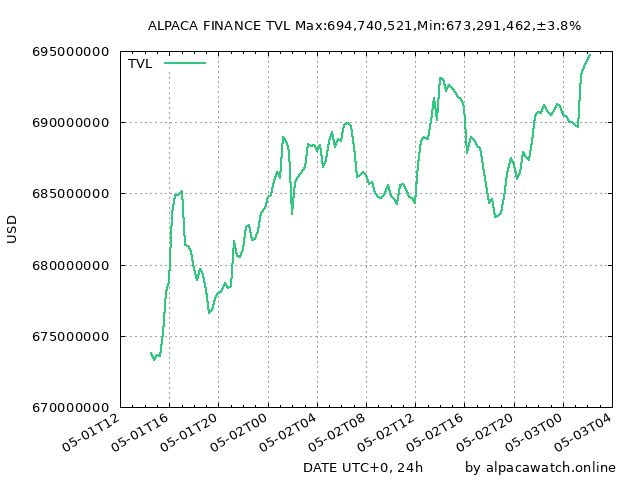 ALPACA FINANCE TVL Max:694,740,521,Min:673,291,462,±3.8%
TVL
695000000
690000000
685000000
680000000
675000000
670000000
USD
05-01T12
05-01T16
05-01T20
05-02T00
05-02T04
05-02T08
05-02T12
05-02T16
05-02T20
05-03T00
05-03T04
DATE UTC+0, 24h
by alpacawatch.online